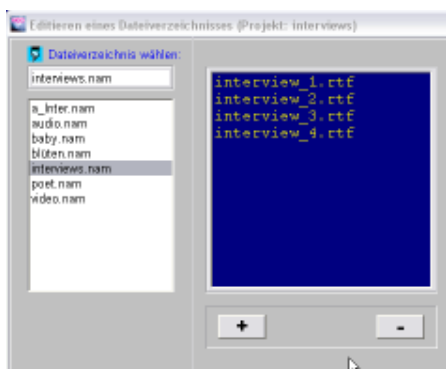 Editieren eines Dateiverzeichnisses (Projekt: interviews)
Dateiverzeichnis wählen:
interviews.nam
a_Inter.nam
audio.nam
baby.nam
blüten.nam
interviews.nam
poet.nam
video.nam
interview_1.rtf
interview_2.rtf
interview_3.rtf
interview_4.rtf
+
-